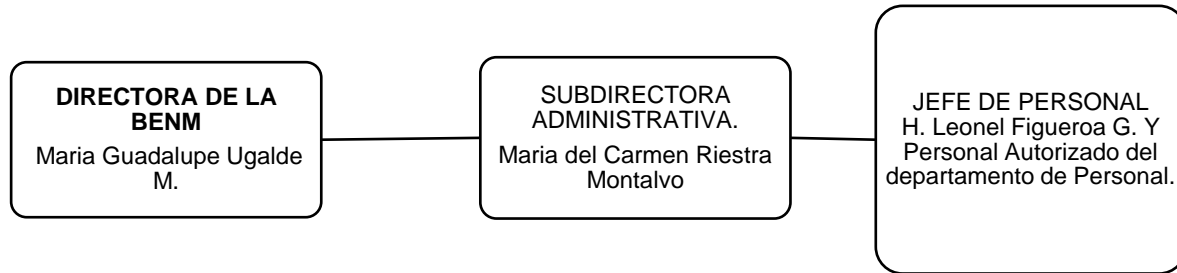 DIRECTORA DE LA
BENM
Maria Guadalupe Ugalde
M.
SUBDIRECTORA
ADMINISTRATIVA.
Maria del Carmen Riestra
Montalvo
JEFE DE PERSONAL
H. Leonel Figueroa G. Y
Personal Autorizado del
departamento de Personal.